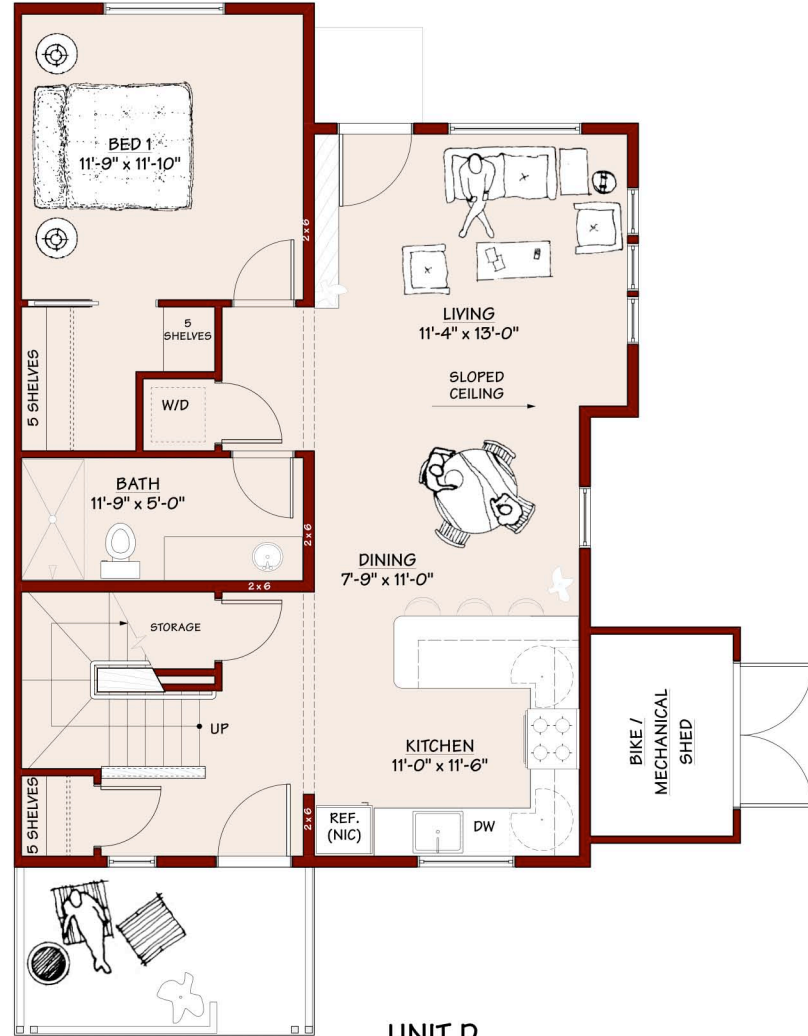 BED 1
11'-9" x 11'-10"
2x6
5
SHELVES
5 SHELVES
W/D
LIVING
11'-4" x 13'-0"
SLOPED
CEILING
BATH
11'-9" x 5'-0"
2x6
2x6
DINING
7'-9" x 11'-0"
STORAGE
UP
KITCHEN
11'-0" x 11'-6"
BIKE /
MECHANICAL
SHED
5 SHELVES
2x6
REF.
(NIC)
DW